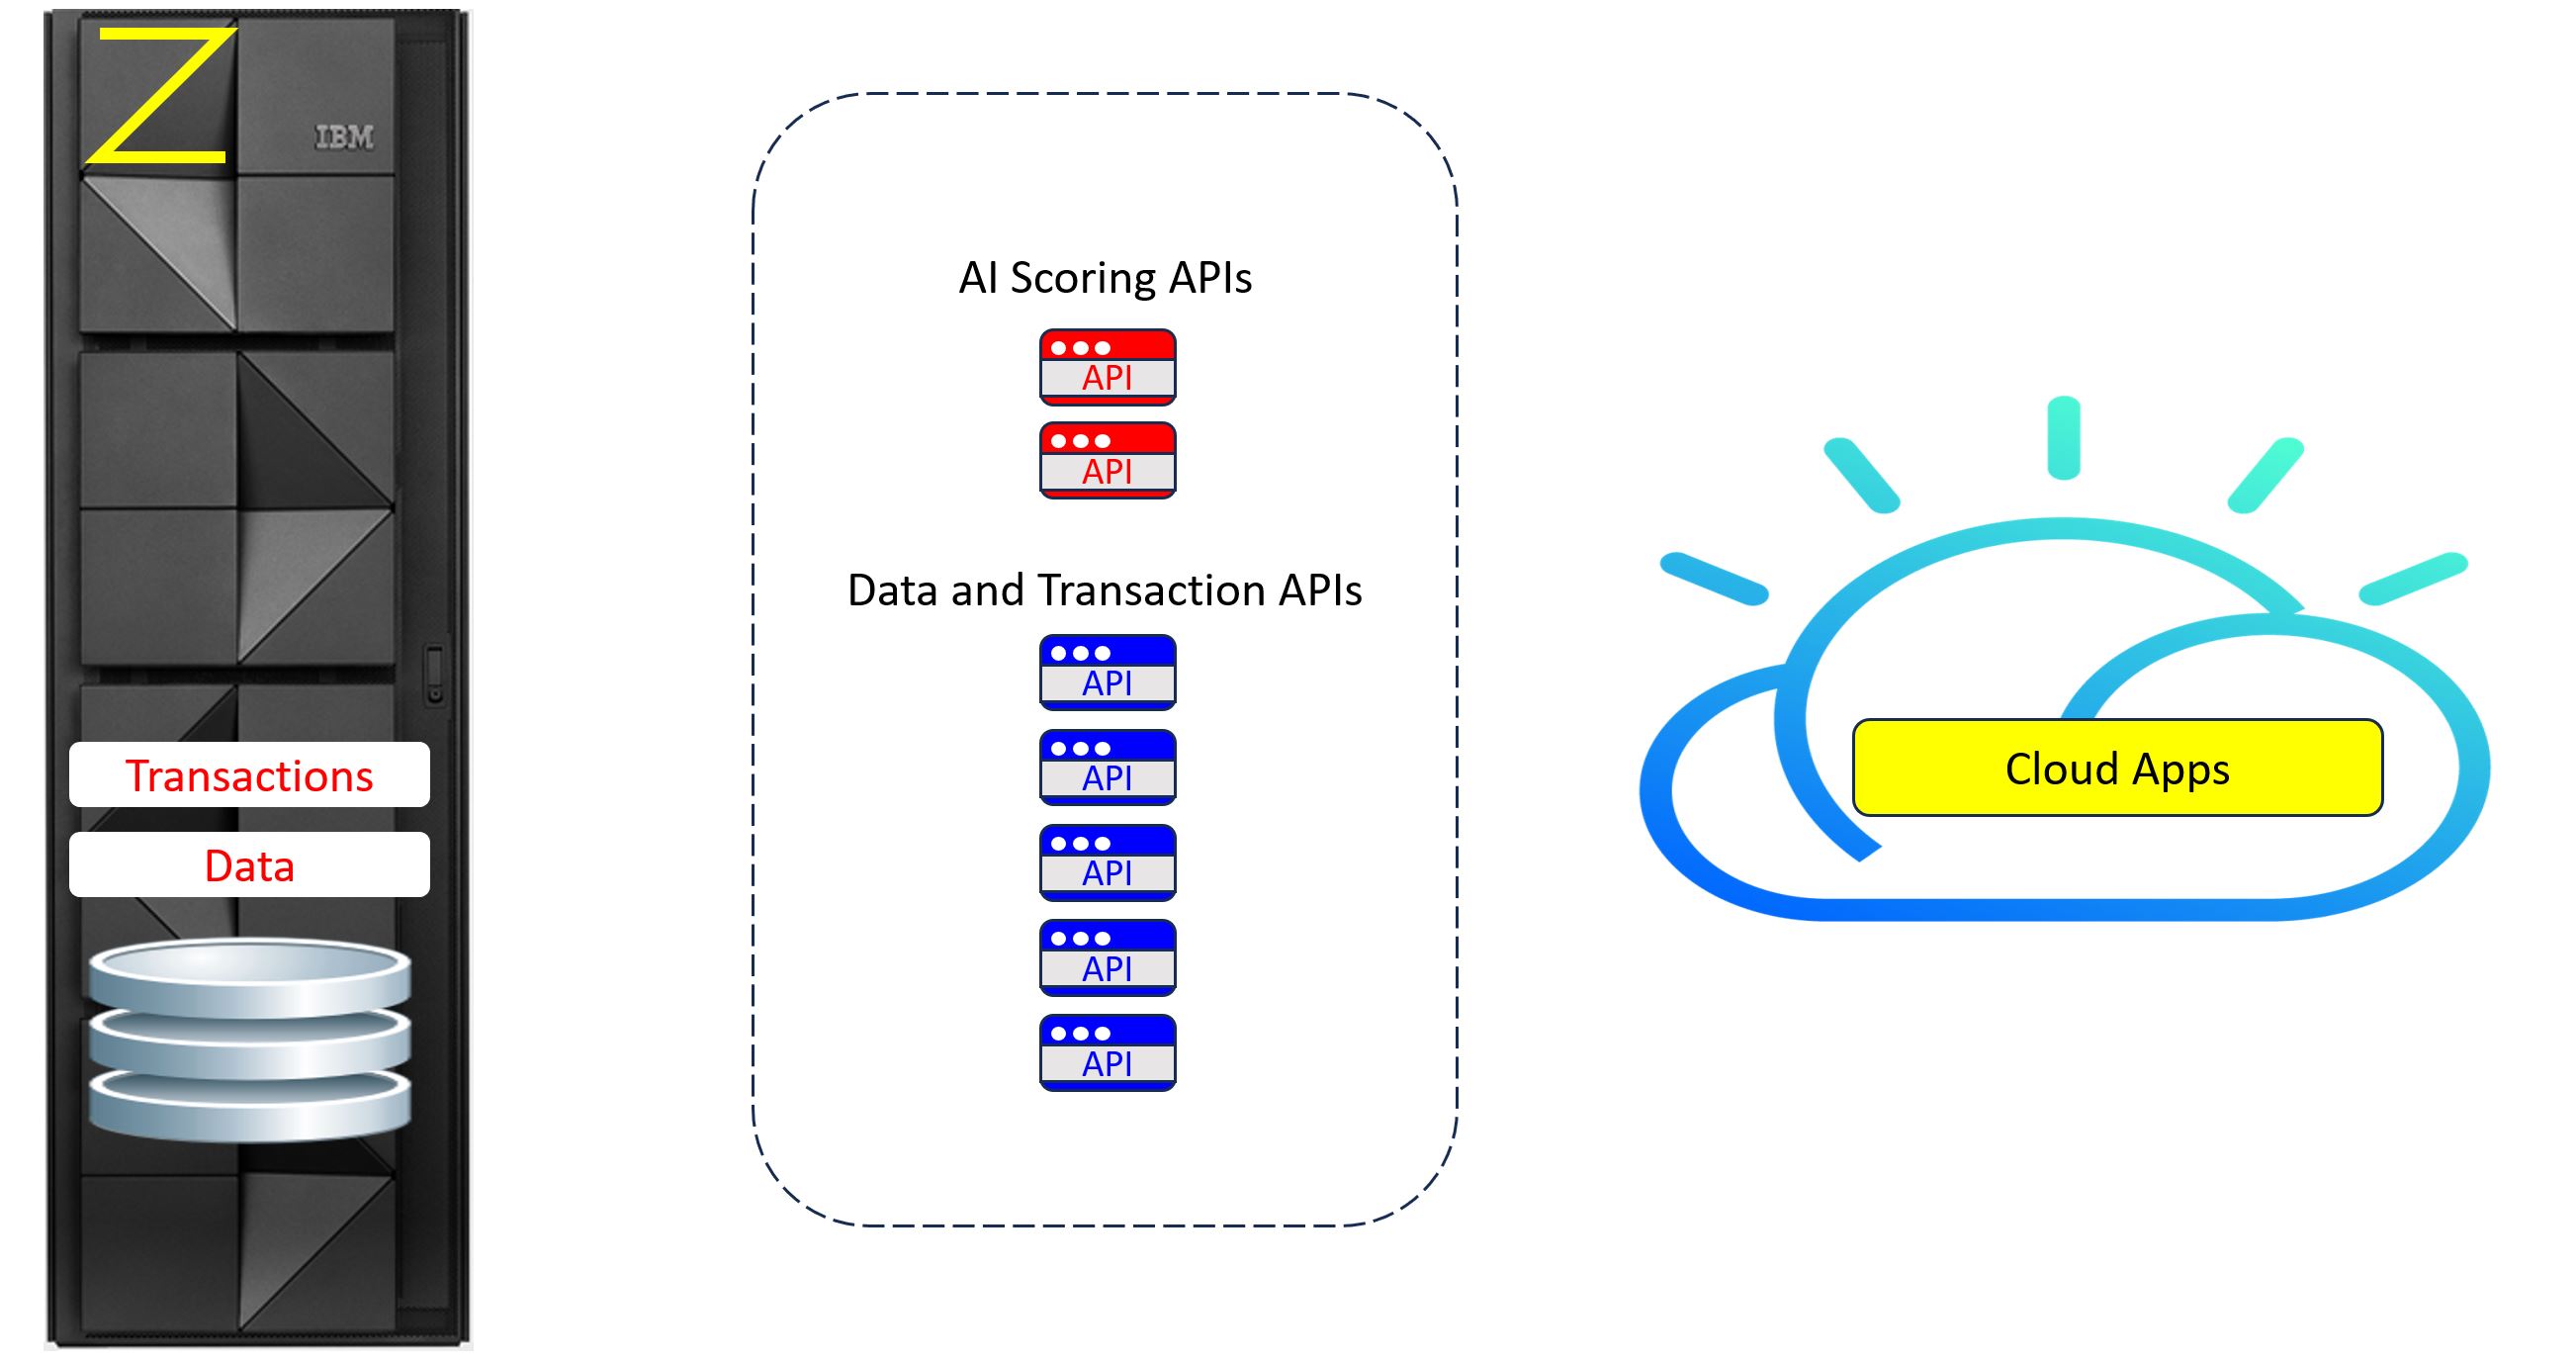 Z
IBM
Transactions
Data
AI Scoring APIs
API
API
Data and Transaction APIs
API
API
API
API
API
Cloud Apps